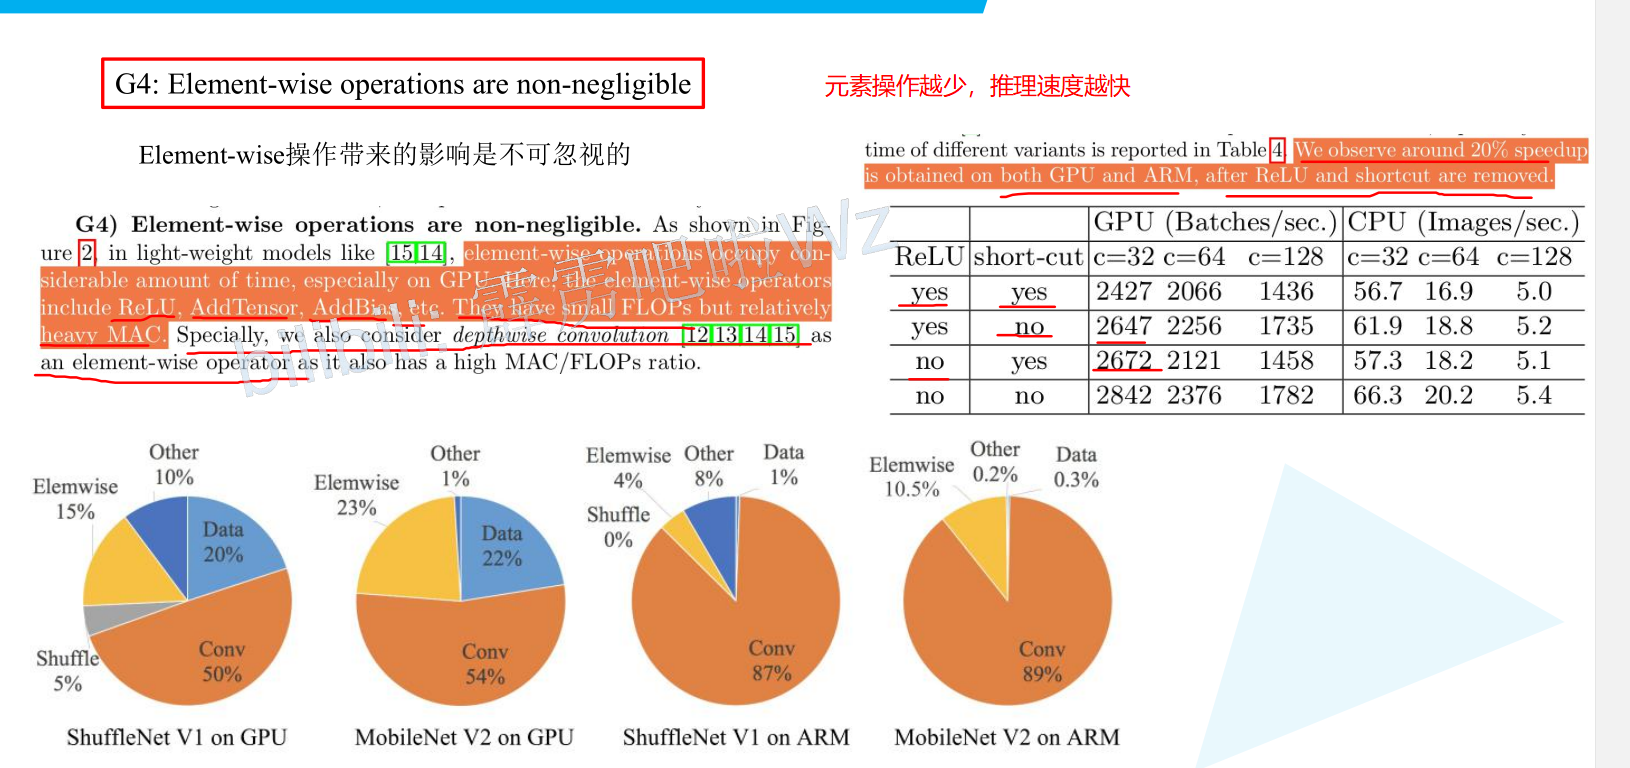 G4: Element-wise operations are non-negligible
元素操作越少，推理速度越快
Element-wise操作带来的影响是不可忽视的
G4) Element-wise operations are non-negligible. As shown in Fig-
ure 2, in light-weight models like [15,14], element-wise operations occupy con-
siderable amount of time, especially on GPU. Here, the element-wise operators
include ReLU, AddTensor, AddBias, etc. They have small FLOPs but relatively
heavy MAC. Specially, we also consider depthwise convolution [12,13,14,15] as
an element-wise operator as it also has a high MAC/FLOPs ratio.
bilibili: 霹雳吧啦Wz
time of different variants is reported in Table 4. We observe around 20% speedup
is obtained on both GPU and ARM, after ReLU and shortcut are removed.
GPU (Batches/sec.) CPU (Images/sec.)
ReLU short-cut c=32 c=64 c=128 c=32 c=64 c=128
yes yes 2427 2066 1436 56.7 16.9 5.0
yes no 2647 2256 1735 61.9 18.8 5.2
no yes 2672 2121 1458 57.3 18.2 5.1
no no 2842 2376 1782 66.3 20.2 5.4
Other
10%
Elemwise
15%
Data
20%
Shuffle
5%
Conv
50%
ShuffleNet V1 on GPU
Other
1%
Elemwise
23%
Data
22%
Conv
54%
MobileNet V2 on GPU
Elemwise
4%
Other
8%
Data
1%
Shuffle
0%
Conv
87%
ShuffleNet V1 on ARM
Elemwise
10.5%
Other
0.2%
Data
0.3%
Conv
89%
MobileNet V2 on ARM